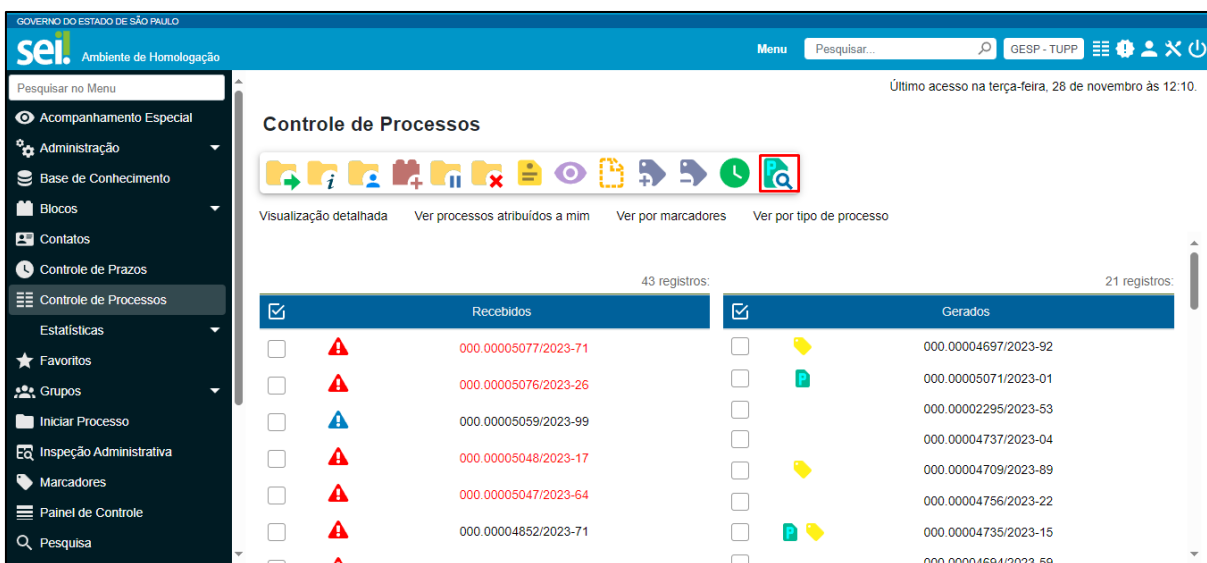 GOVERNO DO ESTADO DE SÃO PAULO
sei! Ambiente de Homologação
Menu Pesquisar... GESP - TUPP
Pesquisar no Menu
Último acesso na terça-feira, 28 de novembro às 12:10.
Acompanhamento Especial
Administração
Base de Conhecimento
Blocos
Contatos
Controle de Prazos
Controle de Processos
Estatísticas
Favoritos
Grupos
Iniciar Processo
Inspeção Administrativa
Marcadores
Painel de Controle
Pesquisa
Controle de Processos
Visualização detalhada Ver processos atribuídos a mim Ver por marcadores Ver por tipo de processo
43 registros:
Recebidos
000.00005077/2023-71
000.00005076/2023-26
000.00005059/2023-99
000.00005048/2023-17
000.00005047/2023-64
000.00004852/2023-71
21 registros:
Gerados
000.00004697/2023-92
000.00005071/2023-01
000.00002295/2023-53
000.00004737/2023-04
000.00004709/2023-89
000.00004756/2023-22
000.00004735/2023-15
000.00004694/2023-59